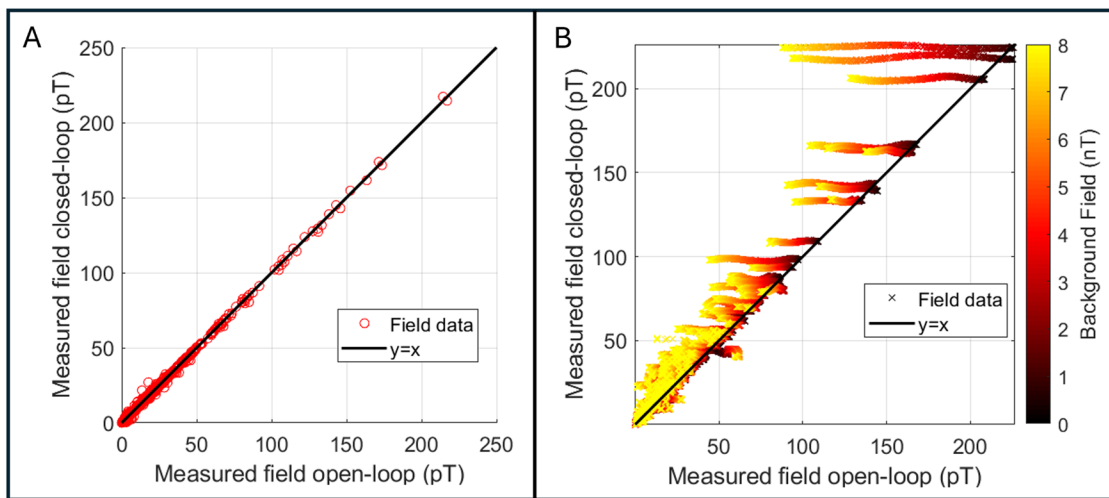 A
250
200
150
100
50
0
Measured field closed-loop (pT)
Field data
y=x
0
50
100
150
200
250
Measured field open-loop (pT)
B
200
150
100
50
Measured field closed-loop (pT)
Field data
y=x
50
100
150
200
Measured field open-loop (pT)
8
7
6
5
4
3
2
1
0
Background Field (nT)